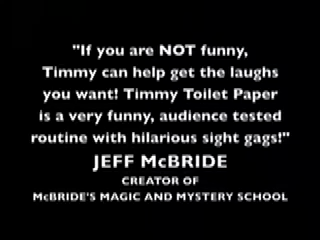 "If you are NOT funny,
Timmy can help get the laughs
you want! Timmy Toilet Paper
is a very funny, audience tested
routine with hilarious sight gags!"
JEFF McBRIDE
CREATOR OF
McBRIDE'S MAGIC AND MYSTERY SCHOOL